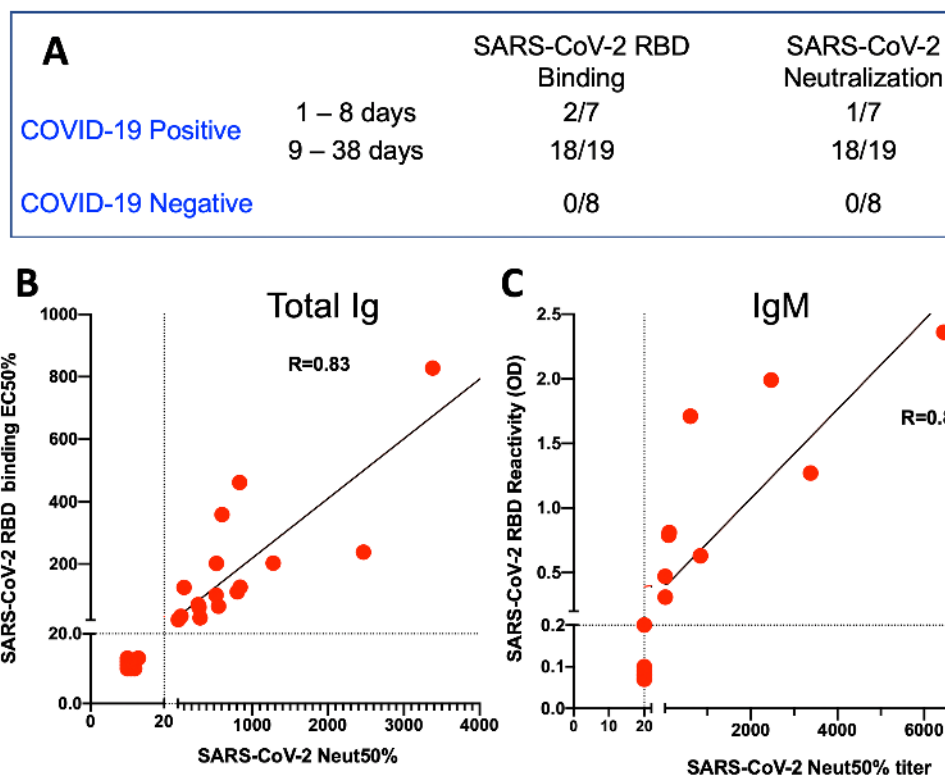 A
SARS-CoV-2 RBD
Binding
SARS-CoV-2
Neutralization
COVID-19 Positive
1 – 8 days
2/7
1/7
9 – 38 days
18/19
18/19
COVID-19 Negative
0/8
0/8
B
Total Ig
R=0.83
SARS-CoV-2 RBD binding EC50%
1000
800
600
400
200
20.0
0.0
0
20
1000
2000
3000
4000
SARS-CoV-2 Neut50%
C
IgM
R=0.8
SARS-CoV-2 RBD Reactivity (OD)
2.5
2.0
1.5
1.0
0.5
0.2
0.1
0.0
0
10
20
2000
4000
6000
SARS-CoV-2 Neut50% titer